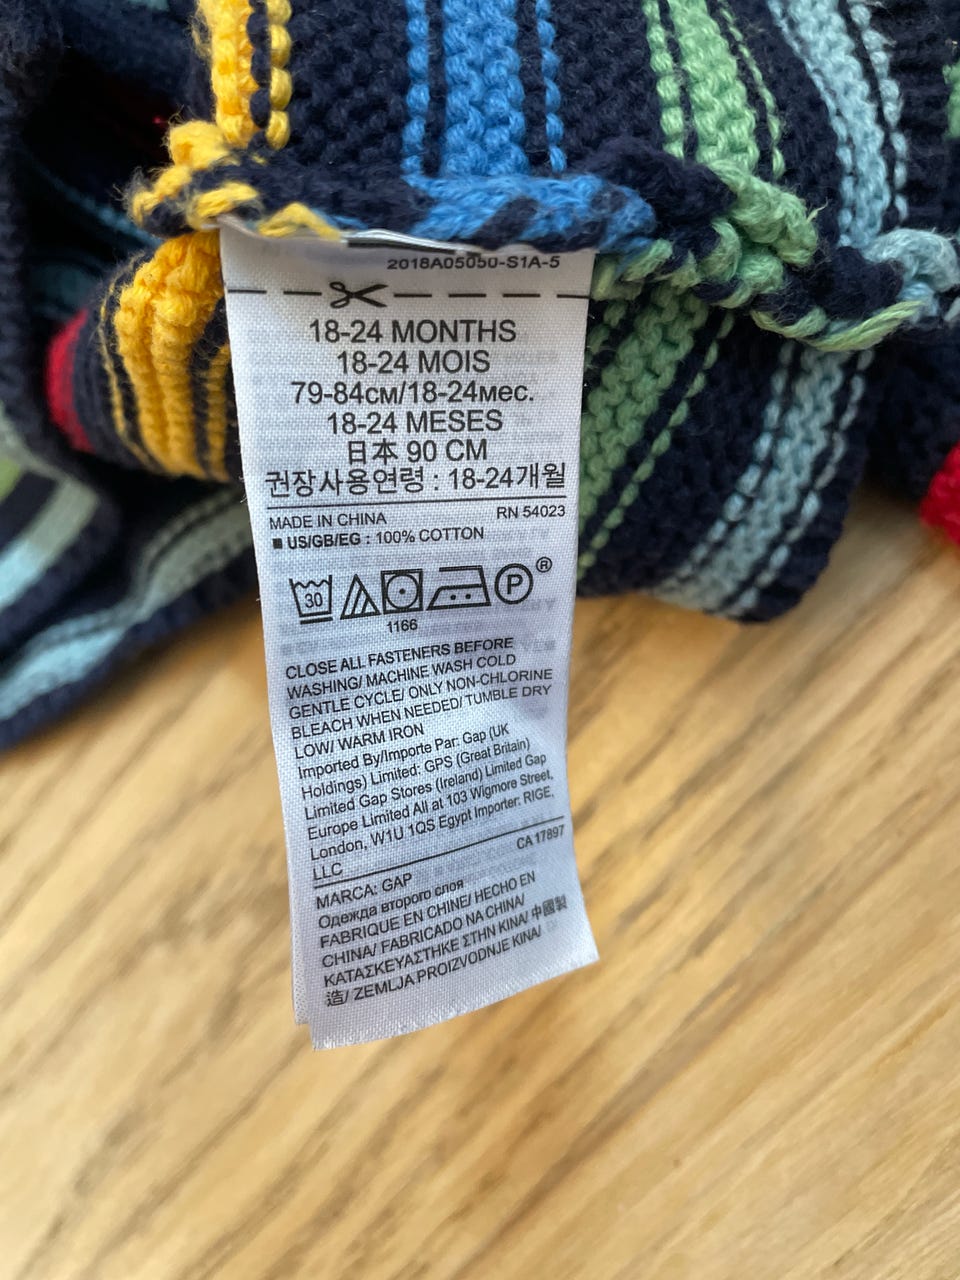 2018A05050-S1A-5
18-24 MONTHS
18-24 MOIS
79-84см/18-24мес.
18-24 MESES
日本 90 CM
권장사용연령 : 18-24개월
MADE IN CHINA RN 54023
■ US/GB/EG : 100% COTTON
30 P ®
1166
CLOSE ALL FASTENERS BEFORE
WASHING/ MACHINE WASH COLD
GENTLE CYCLE/ ONLY NON-CHLORINE
BLEACH WHEN NEEDED/ TUMBLE DRY
LOW/ WARM IRON
Imported By/Importe Par: Gap (UK
Holdings) Limited: GPS (Great Britain)
Limited Gap Stores (Ireland) Limited Gap
Europe Limited All at 103 Wigmore Street,
London, W1U 1QS Egypt Importer: RIGE,
LLC CA 17897
MARCA: GAP
Одежда второго слоя
FABRIQUE EN CHINE/ HECHO EN
CHINA/ FABRICADO NA CHINA/
ΚΑΤΑΣΚΕΥΑΣΤΗΚΕ ΣΤΗΝ ΚΙΝΑ/ 中國製
造/ ZEMLJA PROIZVODNJE KINA/